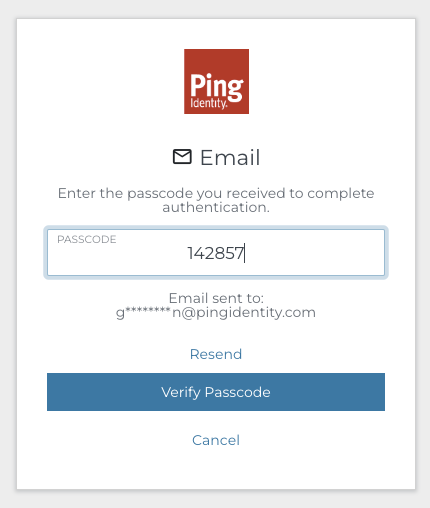 Ping
Identity.
Email
Enter the passcode you received to complete
authentication.
PASSCODE
142857
Email sent to:
g********n@pingidentity.com
Resend
Verify Passcode
Cancel